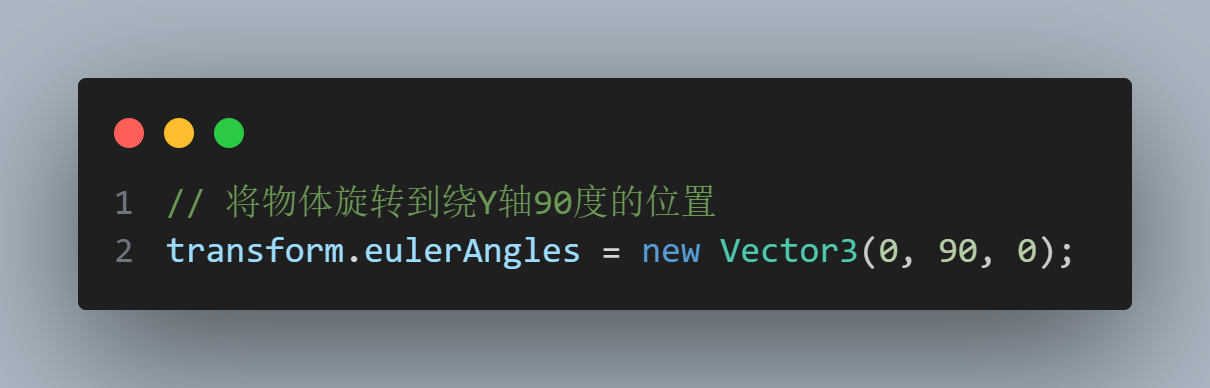 1 // 将物体旋转到绕Y轴90度的位置
2 transform.eulerAngles = new Vector3(0, 90, 0);